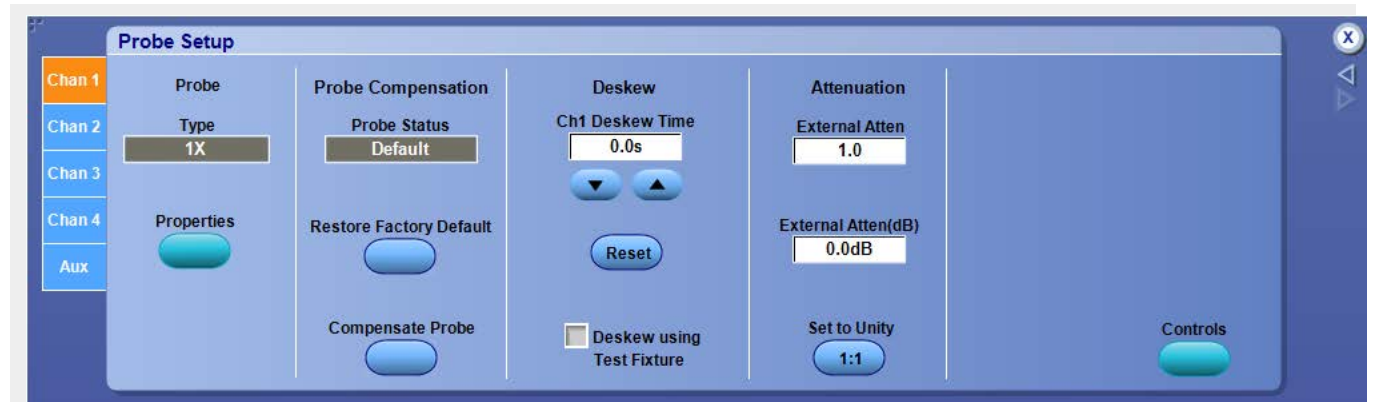 Probe Setup
X
Chan 1
Chan 2
Chan 3
Chan 4
Aux
Probe
Type
1X
Properties
Probe Compensation
Probe Status
Default
Restore Factory Default
Compensate Probe
Deskew
Ch1 Deskew Time
0.0s
Reset
Deskew using
Test Fixture
Attenuation
External Atten
1.0
External Atten(dB)
0.0dB
Set to Unity
1:1
Controls